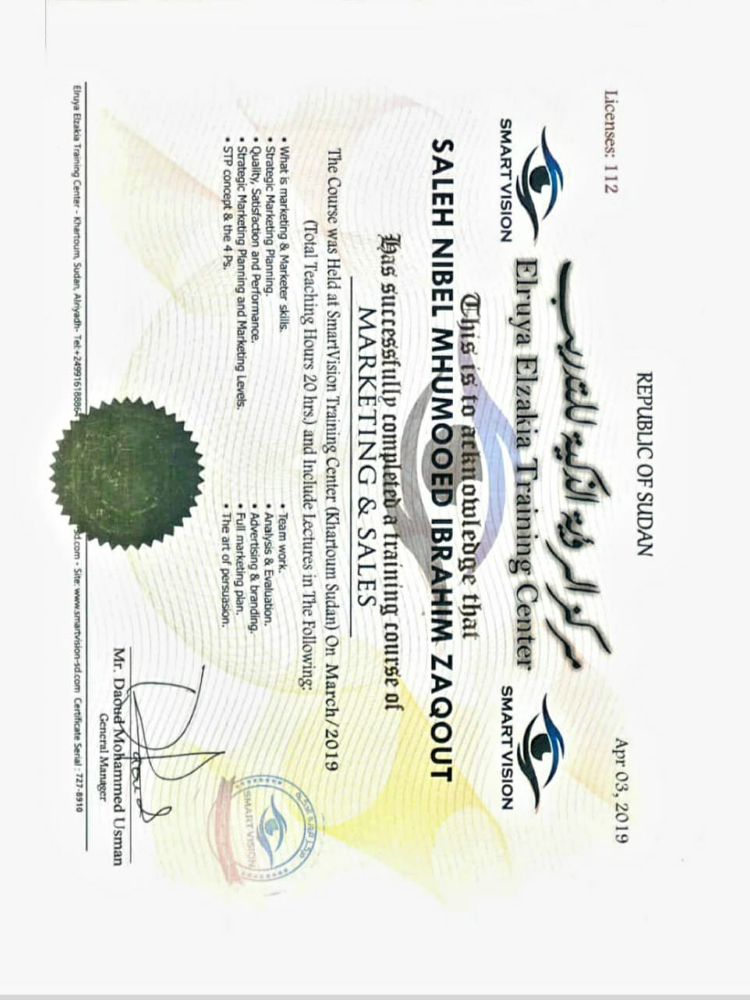 REPUBLIC OF SUDAN
Licenses: 112
Apr 03, 2019
مركز الرؤية الذكية للتدريب
SMART VISION
Elruya Elzakia Training Center
SMART VISION
This is to acknowledge that
SALEH NIBEL MHUMOOED IBRAHIM ZAQOUT
Has successfully completed a training course of
MARKETING & SALES
The Course was Held at SmartVision Training Center (Khartoum Sudan) On March/2019
(Total Teaching Hours 20 hrs.) and Include Lectures in The Following:
• What is marketing & Marketer skills.
• Strategic Marketing Planning.
• Quality, Satisfaction and Performance.
• Strategic Marketing Planning and Marketing Levels.
• STP concept & the 4 Ps.
• Team work.
• Analysis & Evaluation.
• Advertising & branding.
• Full marketing plan.
• The art of persuasion.
SMART VISION
Mr. Daoud Mohammed Usman
General Manager
Elruya Elzakia Training Center - Khartoum, Sudan, Alriyadh- Tel:+249916188864 sd.com - Site: www.smartvision-sd.com Certificate Serial : 727-8910